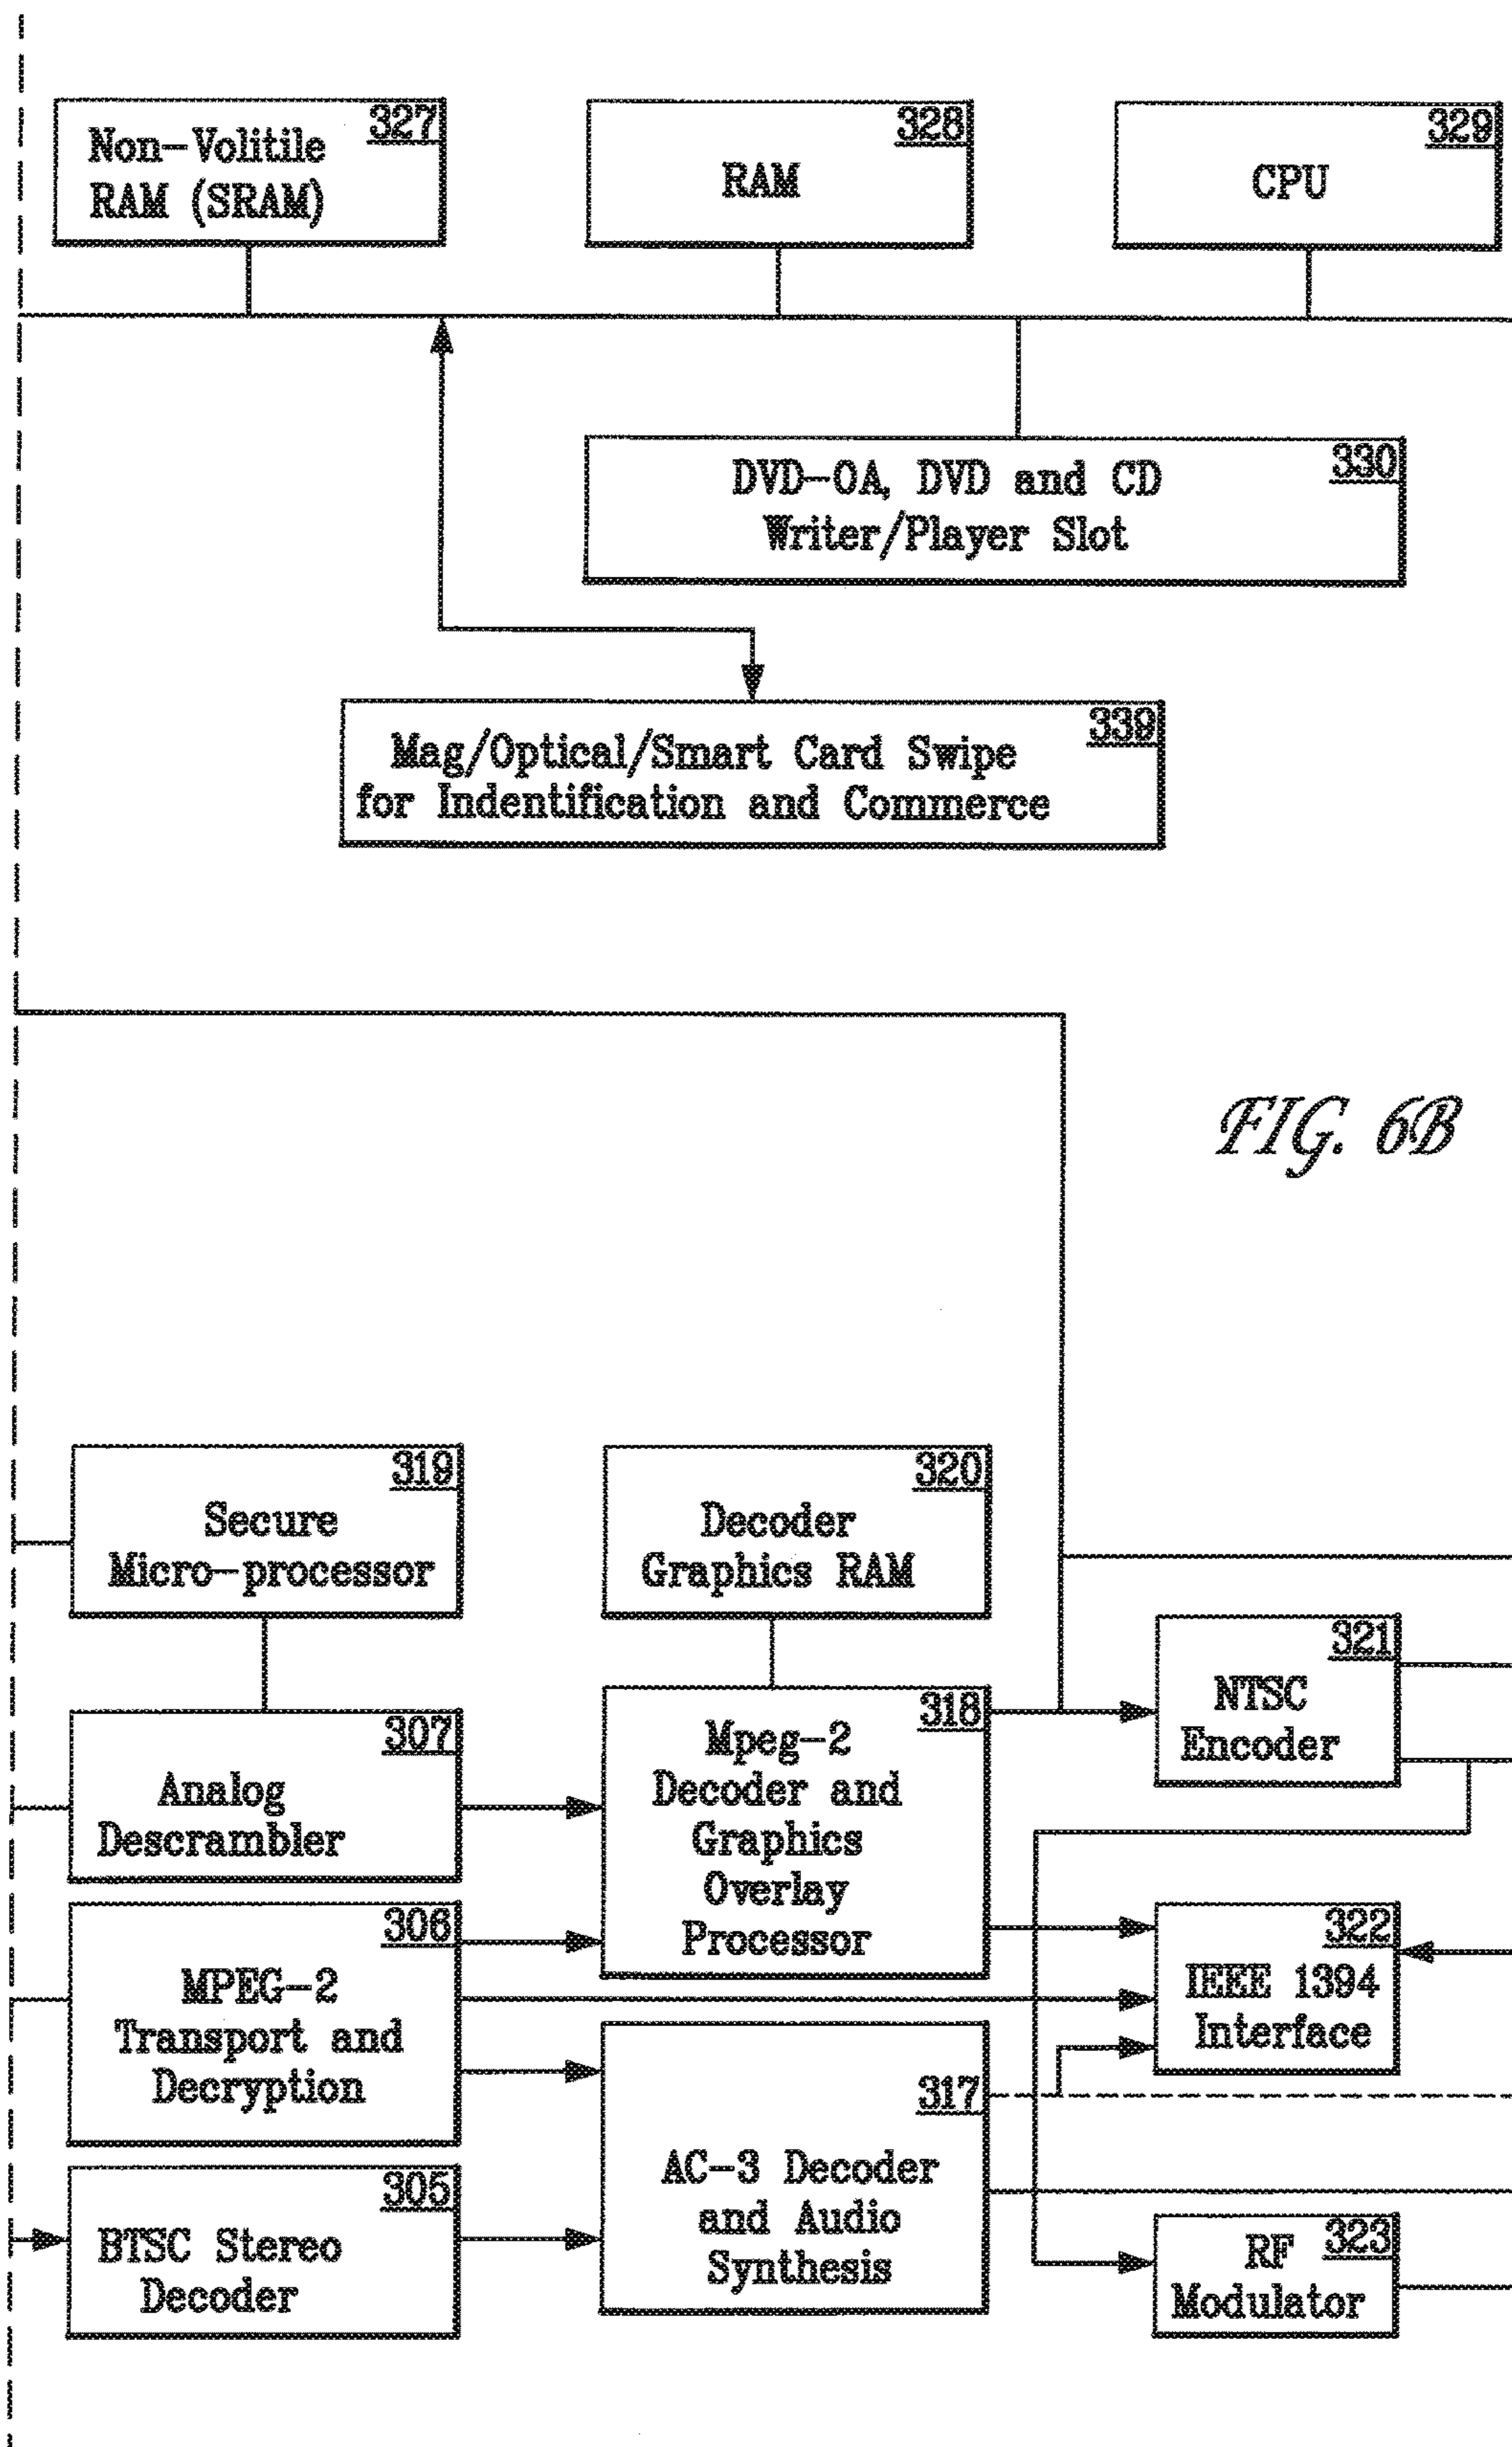 327
Non-Volitile
RAM (SRAM)
328
RAM
329
CPU
330
DVD-OA, DVD and CD
Writer/Player Slot
339
Mag/Optical/Smart Card Swipe
for Indentification and Commerce
FIG. 6B
319
Secure
Micro-processor
320
Decoder
Graphics RAM
321
NTSC
Encoder
307
Analog
Descrambler
318
Mpeg-2
Decoder and
Graphics
Overlay
Processor
306
MPEG-2
Transport and
Decryption
322
IEEE 1394
Interface
317
AC-3 Decoder
and Audio
Synthesis
305
BTSC Stereo
Decoder
323
RF
Modulator